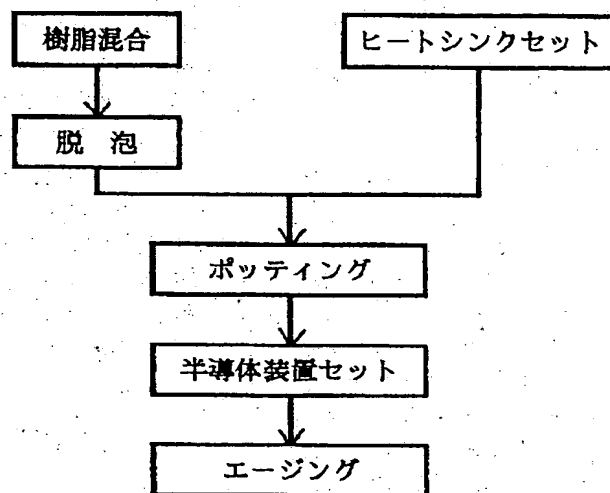 樹脂混合
ヒートシンクセット
脱 泡
ポッティング
半導体装置セット
エージング